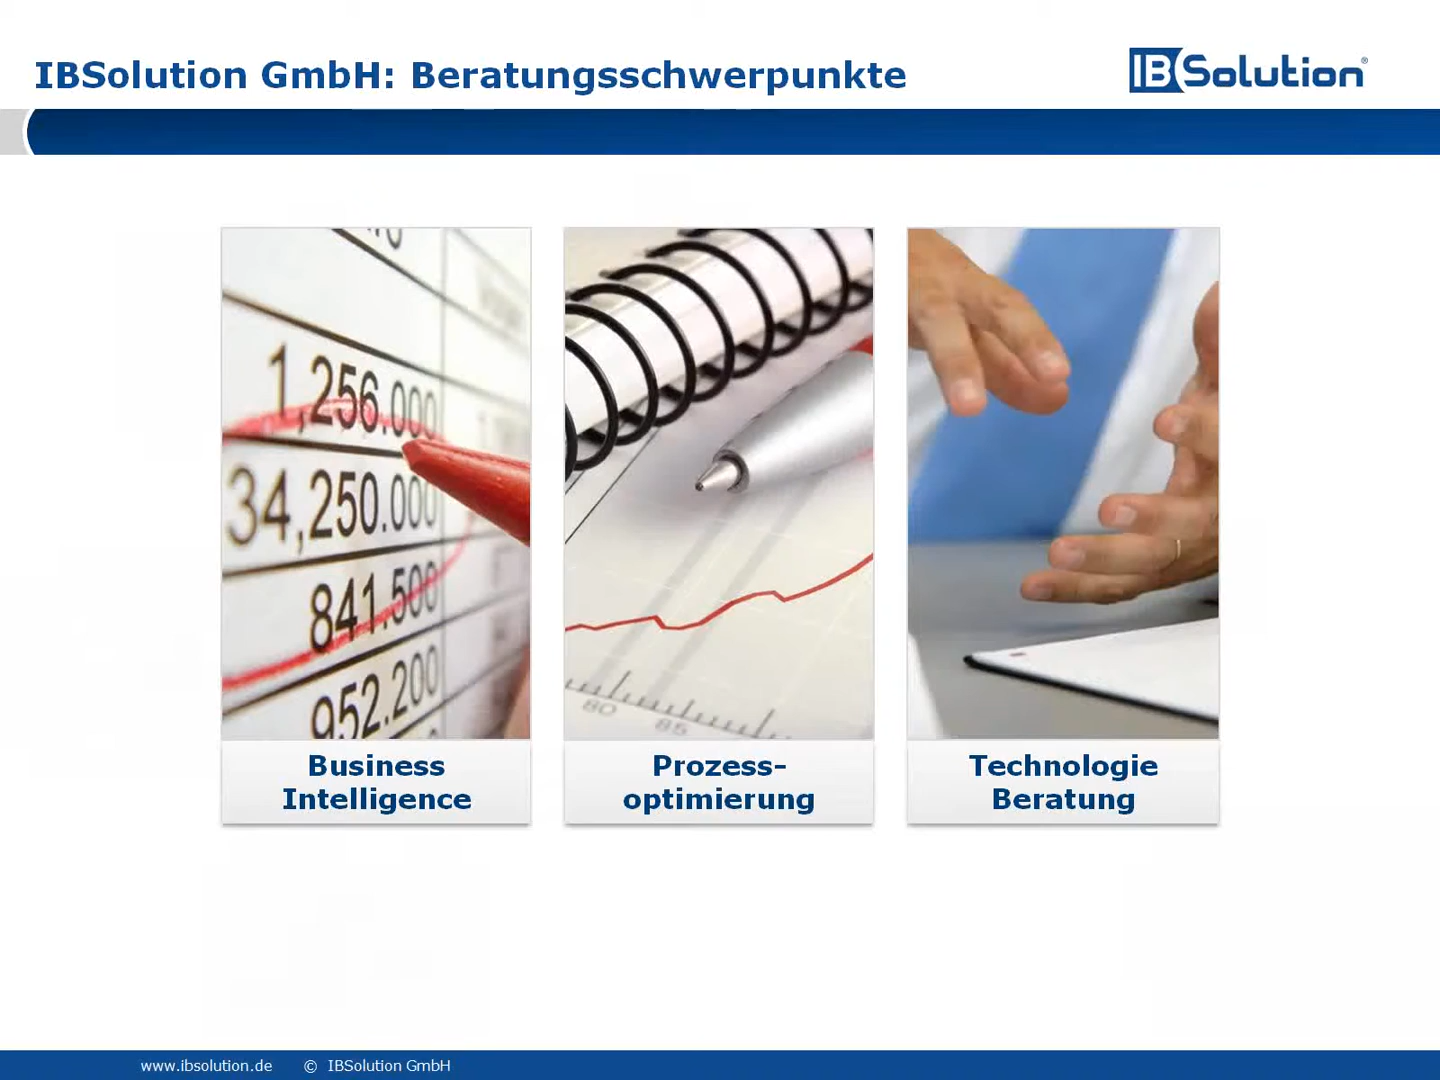 IBSolution GmbH: Beratungsschwerpunkte
IBSolution®
1,256.000
34,250.000
841.500
952.200
80
85
Business
Intelligence
Prozess-
optimierung
Technologie
Beratung
www.ibsolution.de © IBSolution GmbH